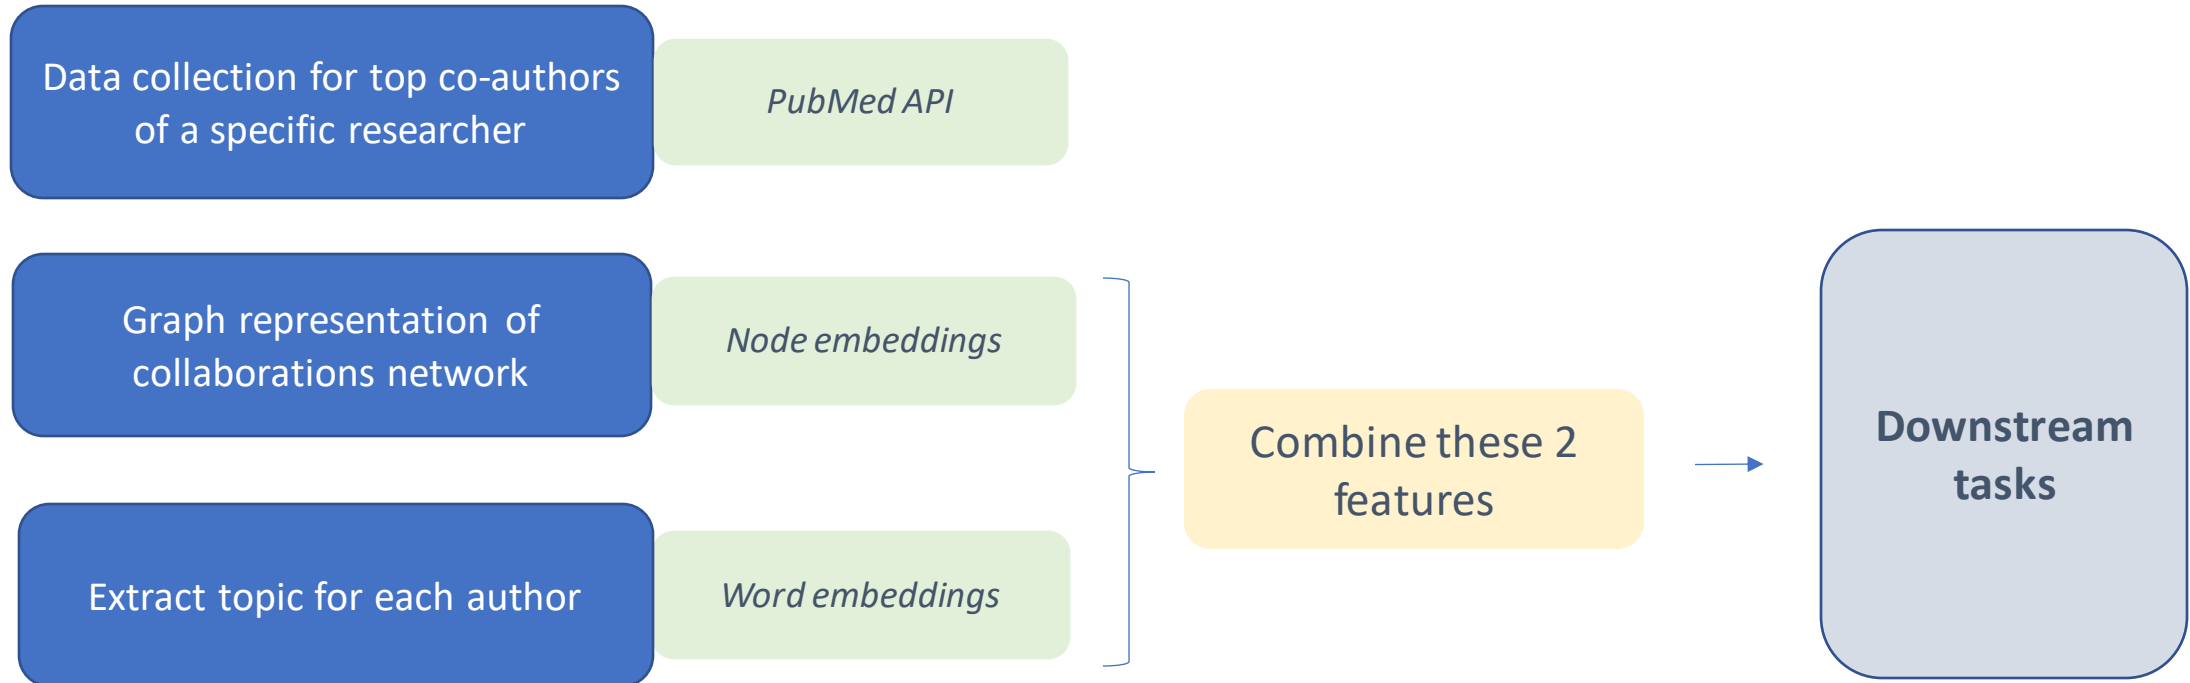 Data collection for top co-authors
of a specific researcher
PubMed API
Graph representation of
collaborations network
Node embeddings
Extract topic for each author
Word embeddings
Combine these 2
features
Downstream
tasks